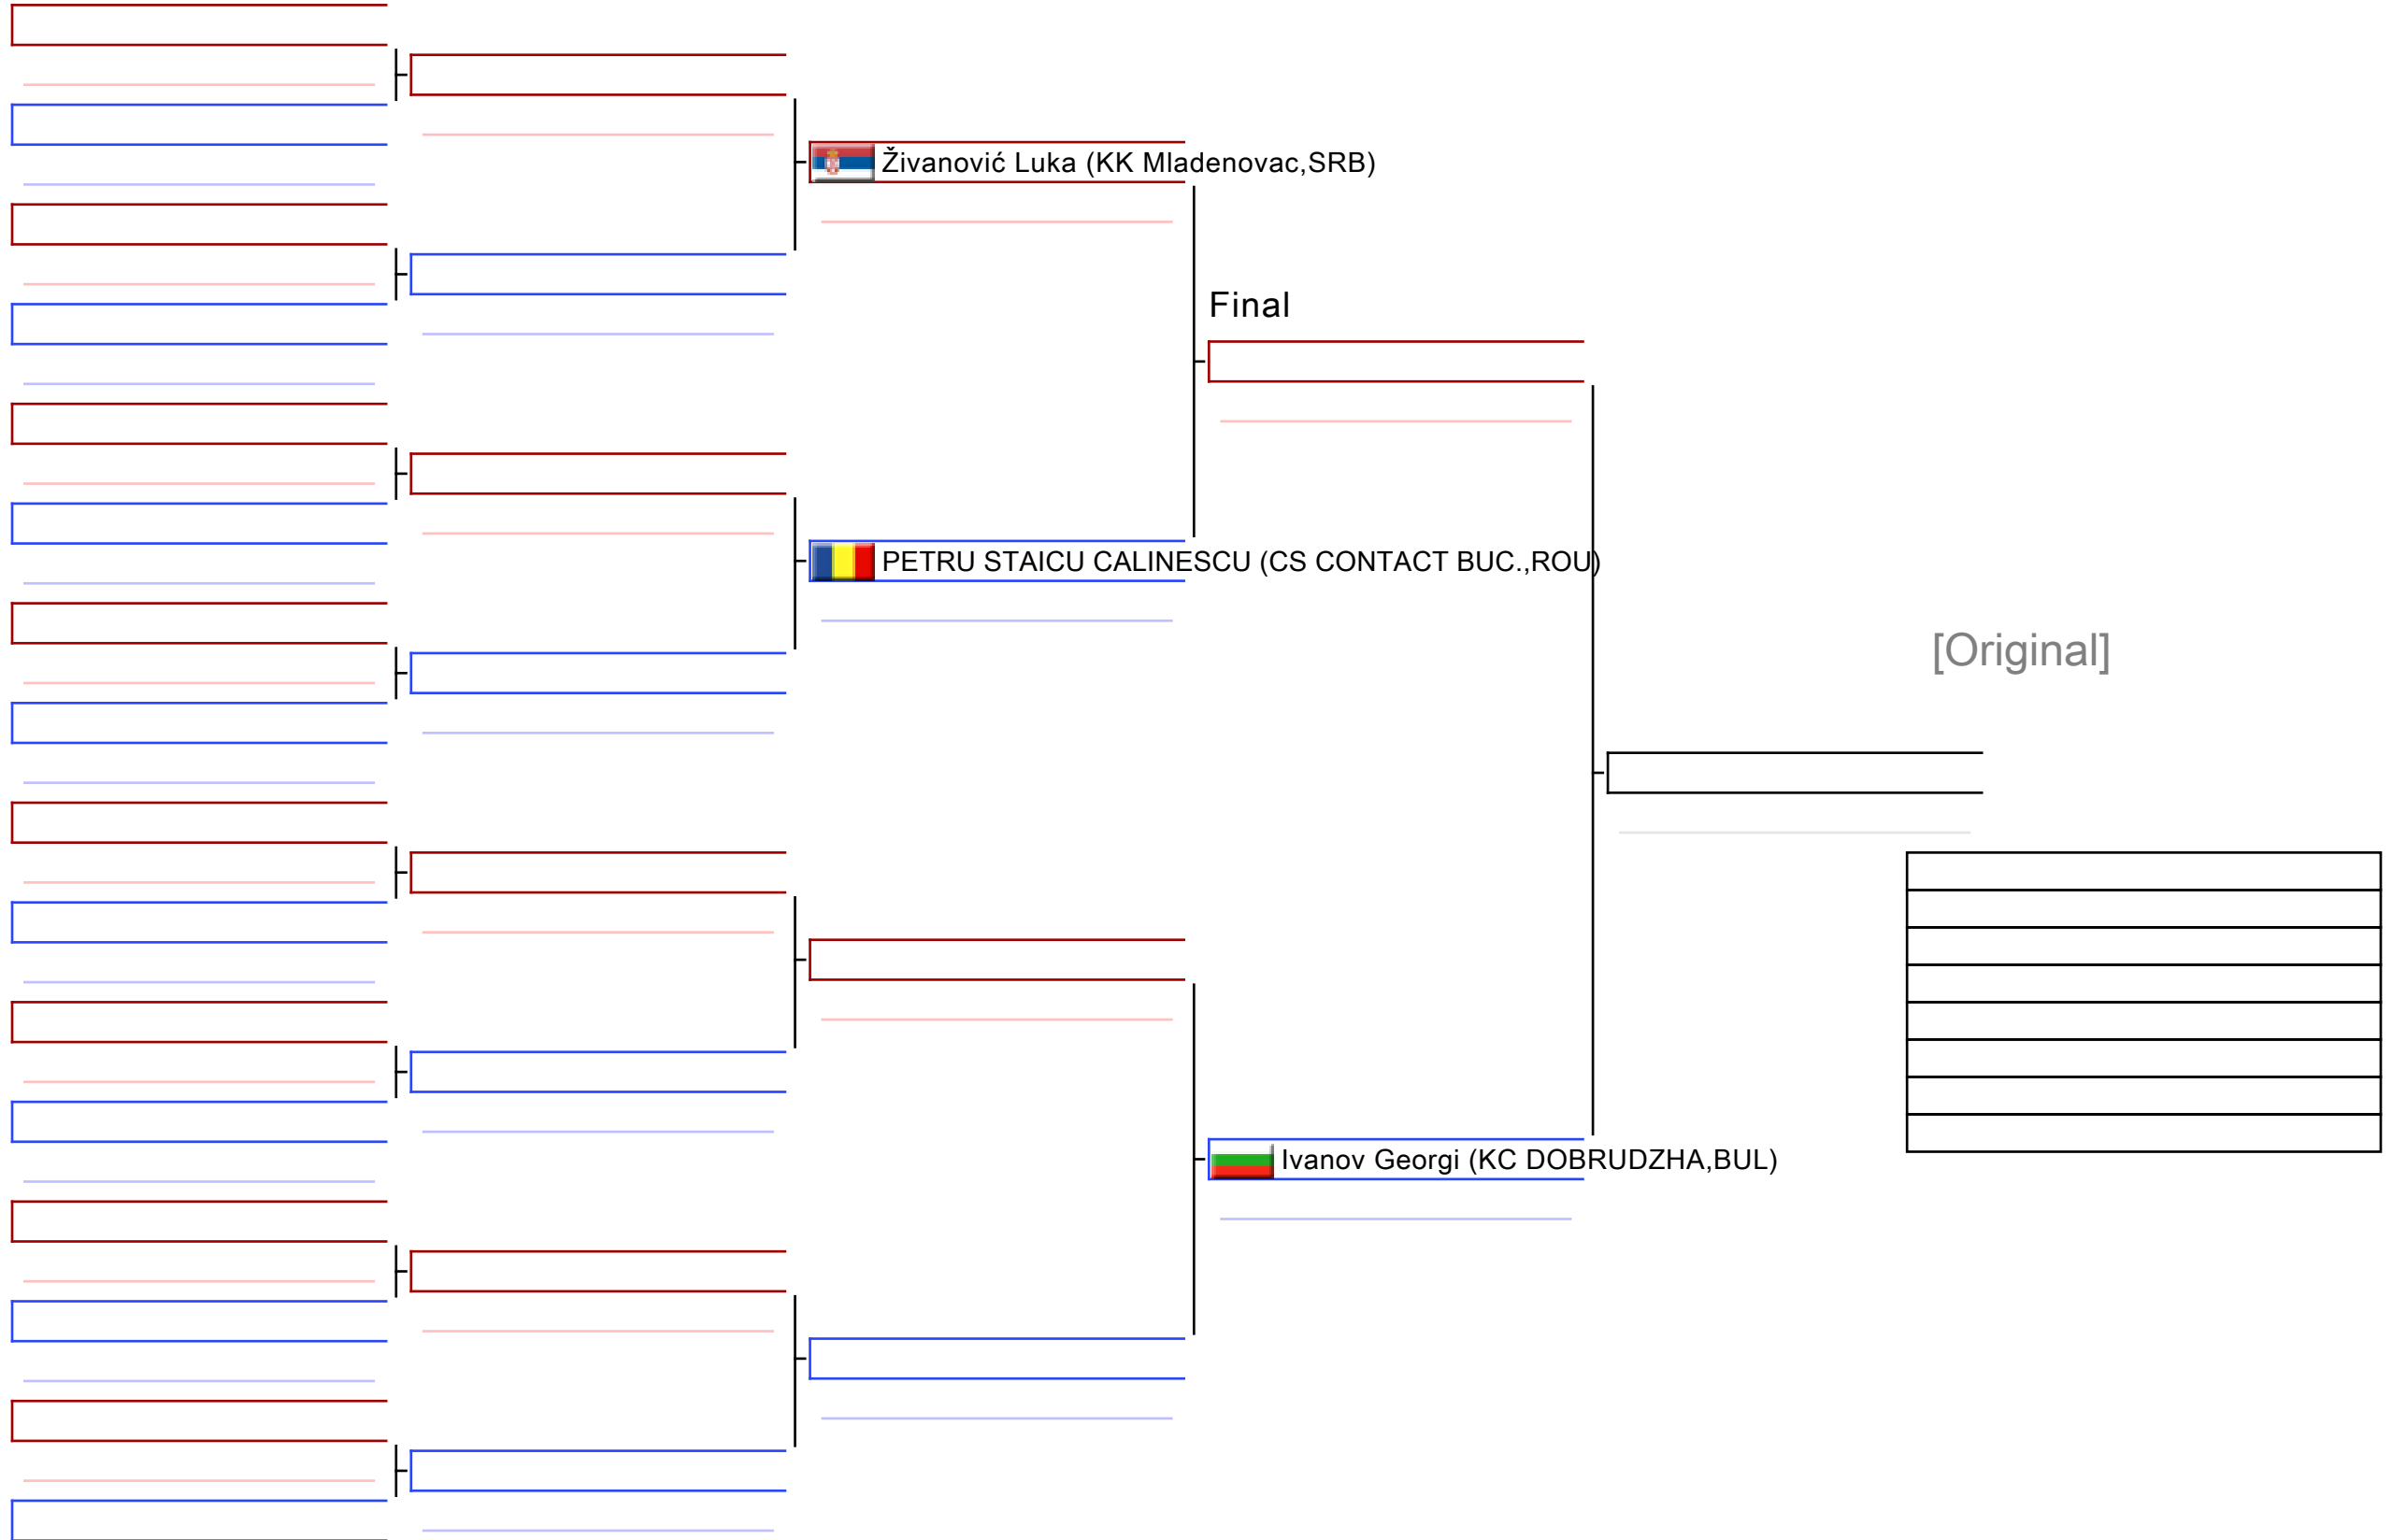 Živanović Luka (KK Mladenovac,SRB)
Final
PETRU STAICU CALINESCU (CS CONTACT BUC.,ROU)
[Original]
Ivanov Georgi (KC DOBRUDZHA,BUL)